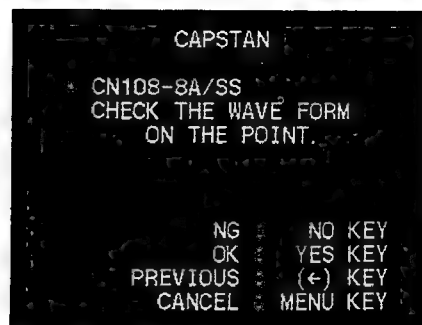 CAPSTAN
* CN108-8A/SS
CHECK THE WAVE FORM
ON THE POINT.
NG : NO KEY
OK : YES KEY
PREVIOUS : (←) KEY
CANCEL : MENU KEY